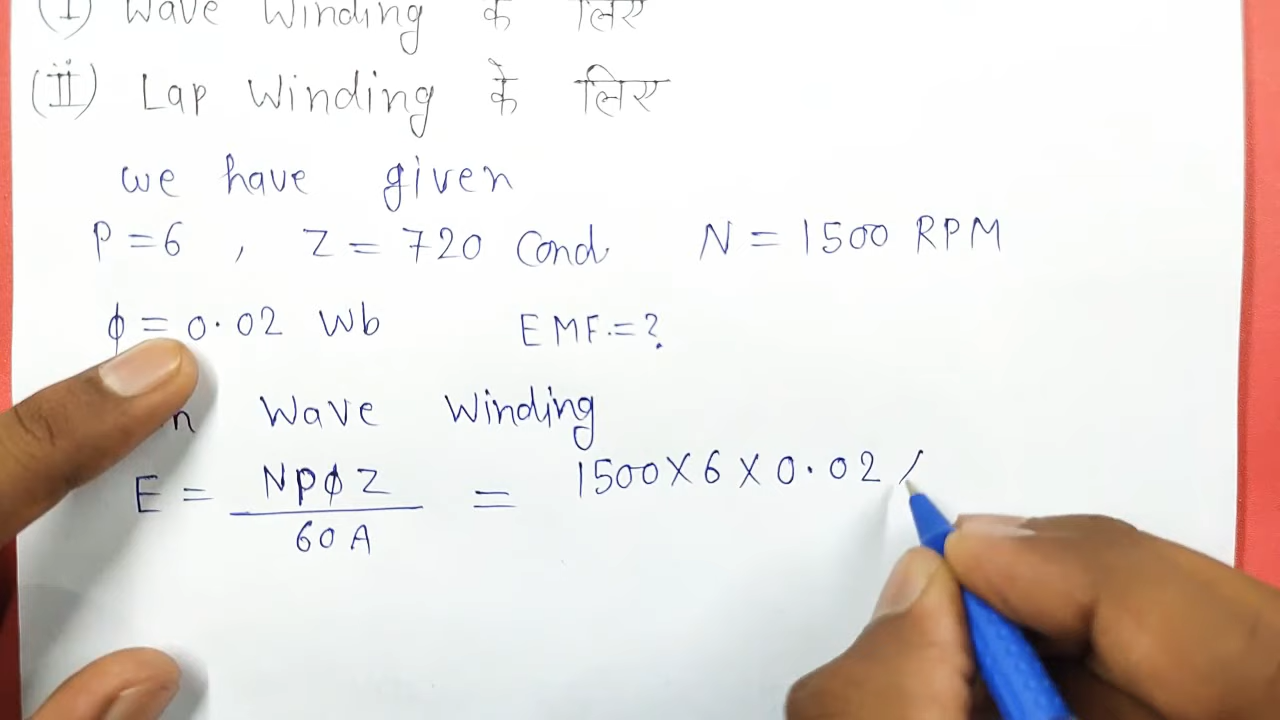 (I) Wave Winding के लिए
(II) Lap Winding के लिए
we have given
P = 6 , Z = 720 Cond N = 1500 RPM
ϕ = 0.02 Wb EMF. = ?
Wave Winding
E = NPϕZ / 60A = 1500 X 6 X 0.02